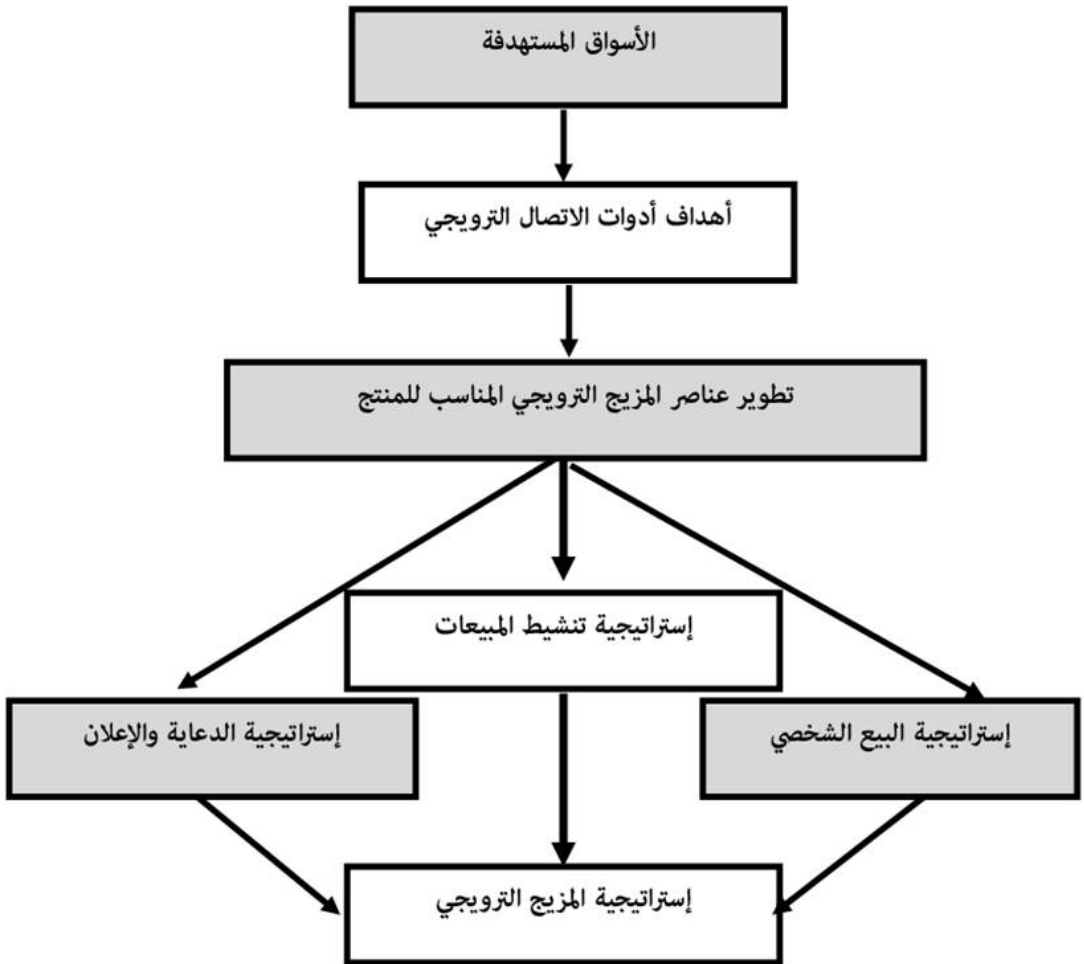 الأسواق المستهدفة
أهداف أدوات الاتصال الترويجي
تطوير عناصر المزيج الترويجي المناسب للمنتج
إستراتيجية تنشيط المبيعات
إستراتيجية البيع الشخصي
إستراتيجية الدعاية والإعلان
إستراتيجية المزيج الترويجي